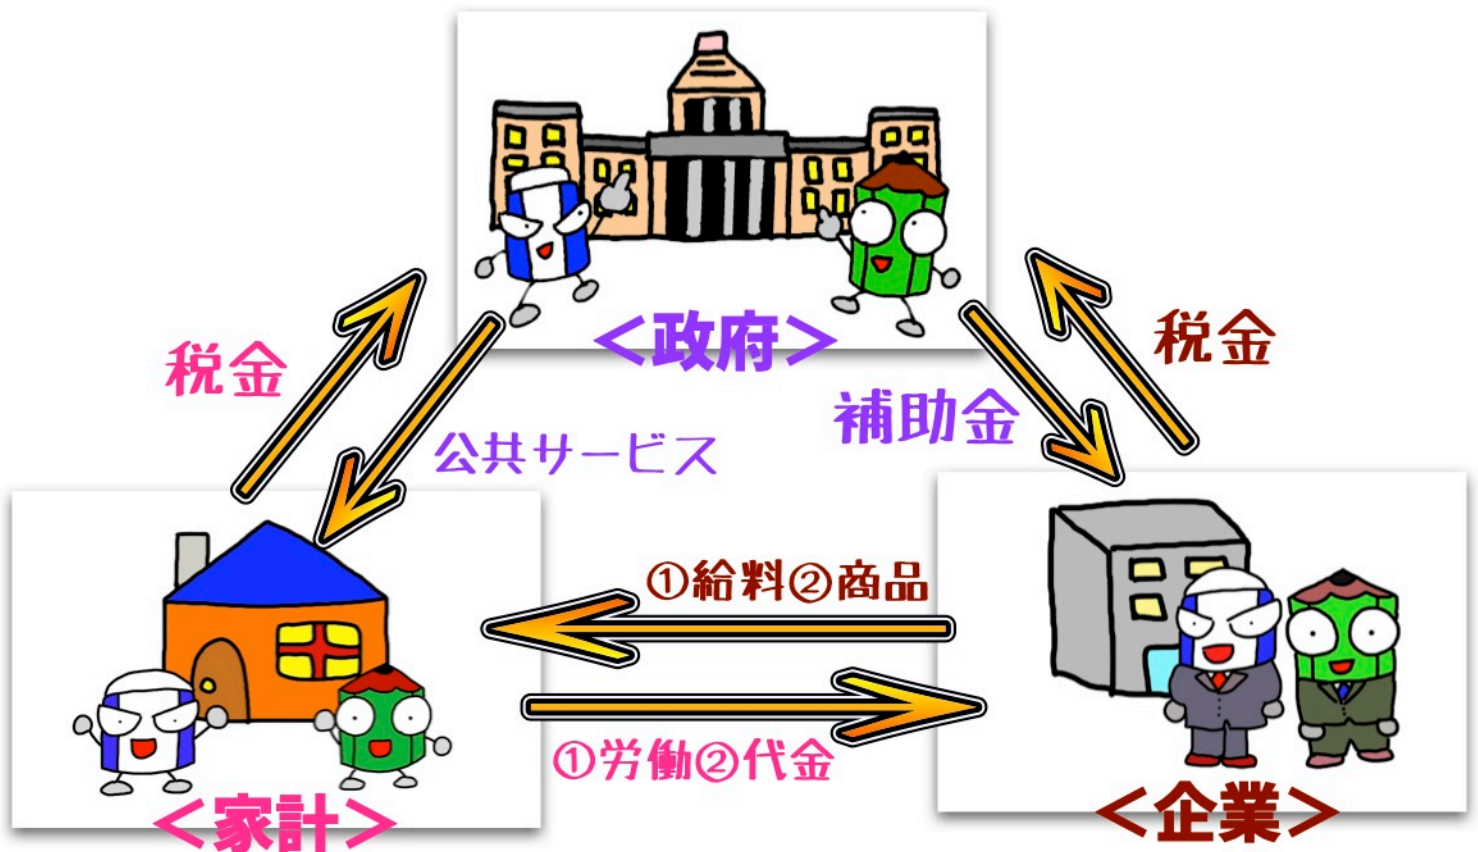 ＜政府＞
税金
税金
補助金
公共サービス
①給料②商品
①労働②代金
＜家計＞
＜企業＞